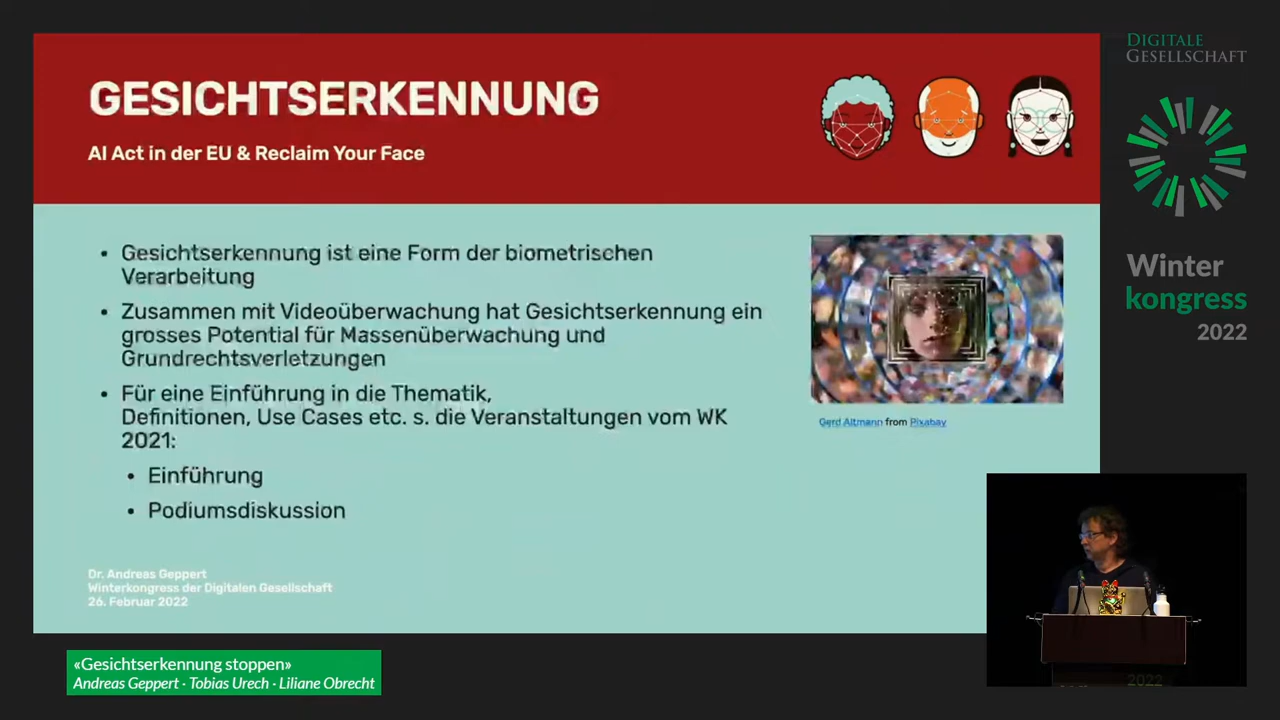 GESICHTSERKENNUNG
AI Act in der EU & Reclaim Your Face
• Gesichtserkennung ist eine Form der biometrischen
Verarbeitung
• Zusammen mit Videoüberwachung hat Gesichtserkennung ein
grosses Potential für Massenüberwachung und
Grundrechtsverletzungen
• Für eine Einführung in die Thematik,
Definitionen, Use Cases etc. s. die Veranstaltungen vom WK
2021:
• Einführung
• Podiumsdiskussion
Gerd Altmann from Pixabay
Dr. Andreas Geppert
Winterkongress der Digitalen Gesellschaft
26. Februar 2022
DIGITALE
GESELLSCHAFT
Winter
kongress
2022
2022
«Gesichtserkennung stoppen»
Andreas Geppert · Tobias Urech · Liliane Obrecht